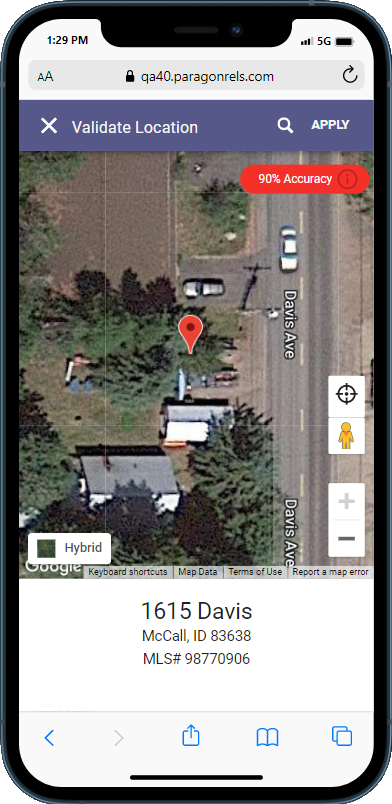 1:29 PM
5G
AA
qa40.paragonrels.com
Validate Location
APPLY
90% Accuracy
Davis Ave
Davis Ave
Hybrid
Google
Keyboard shortcuts
Map Data
Terms of Use
Report a map error
1615 Davis
McCall, ID 83638
MLS# 98770906